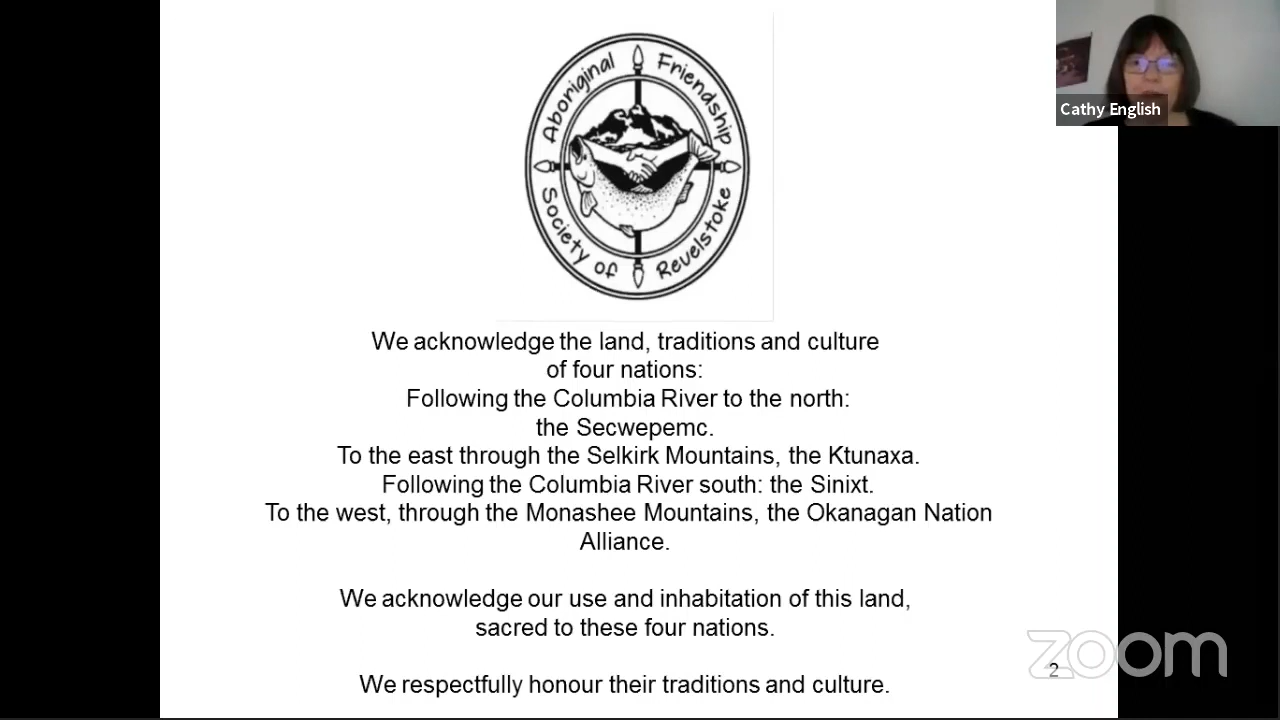 Aboriginal Friendship
Society of Revelstoke
Cathy English
We acknowledge the land, traditions and culture
of four nations:
Following the Columbia River to the north:
the Secwepemc.
To the east through the Selkirk Mountains, the Ktunaxa.
Following the Columbia River south: the Sinixt.
To the west, through the Monashee Mountains, the Okanagan Nation
Alliance.
We acknowledge our use and inhabitation of this land,
sacred to these four nations.
We respectfully honour their traditions and culture.
2
zoom